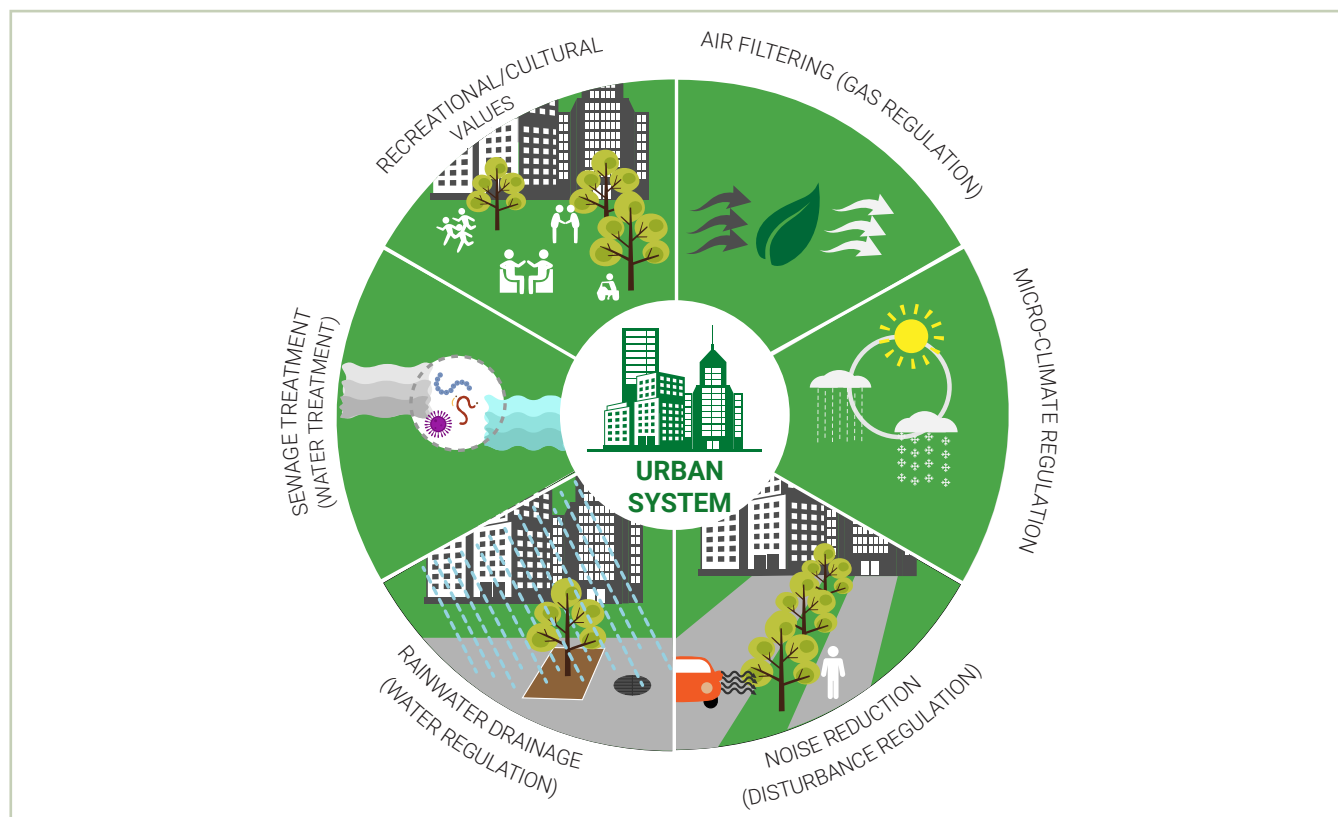 RECREATIONAL/CULTURAL
VALUES
AIR FILTERING (GAS REGULATION)
MICRO-CLIMATE REGULATION
NOISE REDUCTION
(DISTURBANCE REGULATION)
RAINWATER DRAINAGE
(WATER REGULATION)
SEWAGE TREATMENT
(WATER TREATMENT)
URBAN
SYSTEM